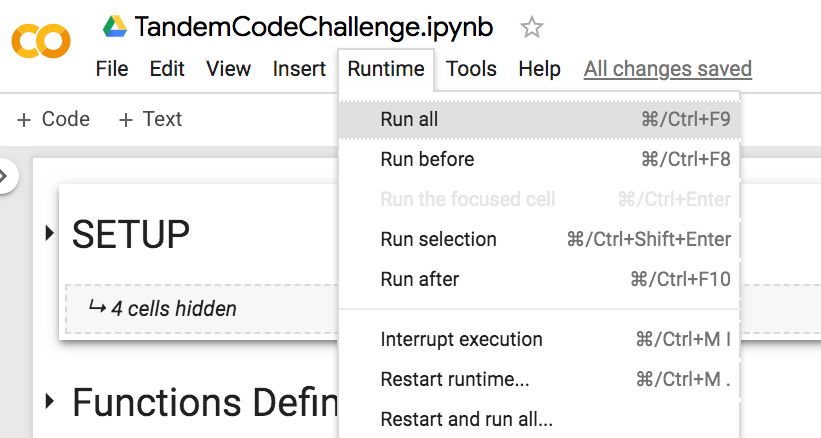 TandemCodeChallenge.ipynb
File Edit View Insert Runtime Tools Help All changes saved
+ Code + Text
Run all ⌘/Ctrl+F9
Run before ⌘/Ctrl+F8
Run the focused cell ⌘/Ctrl+Enter
Run selection ⌘/Ctrl+Shift+Enter
Run after ⌘/Ctrl+F10
Interrupt execution ⌘/Ctrl+M I
Restart runtime... ⌘/Ctrl+M .
Restart and run all...
SETUP
4 cells hidden
Functions Defin